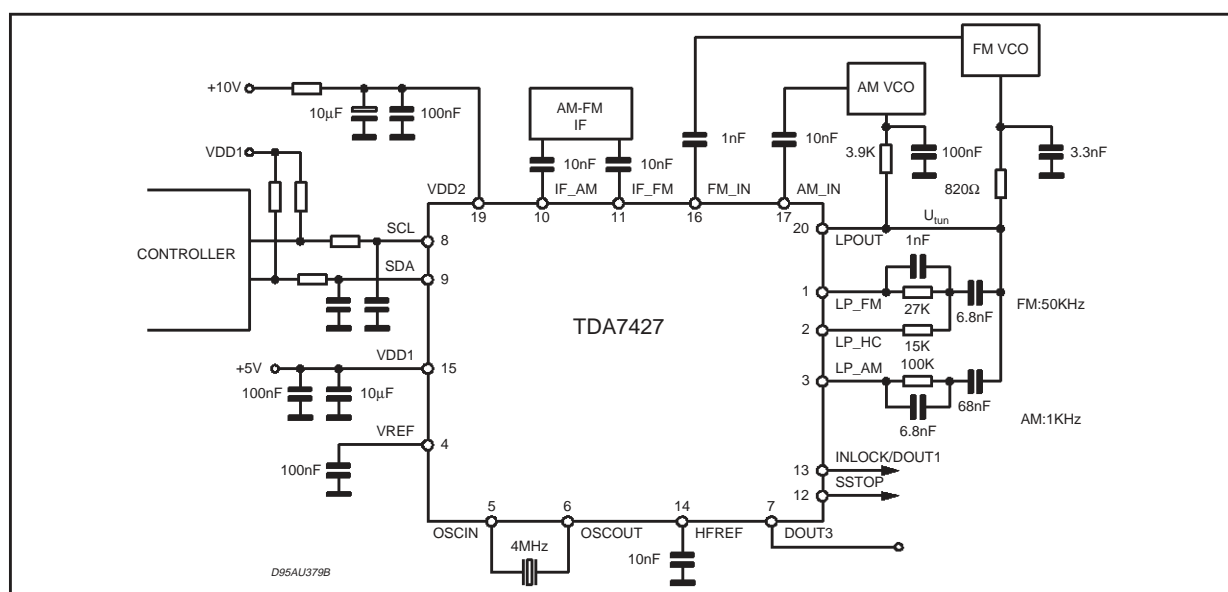 FM VCO
+10V
AM-FM
IF
AM VCO
10μF
100nF
1nF
10nF
3.9K
100nF
3.3nF
VDD1
10nF
10nF
820Ω
VDD2
IF_AM
IF_FM
FM_IN
AM_IN
19
10
11
16
17
20
LPOUT
Utun
CONTROLLER
SCL
8
SDA
9
1nF
1
LP_FM
27K
6.8nF
FM:50KHz
TDA7427
2
LP_HC
15K
+5V
VDD1
15
100K
3
LP_AM
100nF
10μF
68nF
6.8nF
AM:1KHz
VREF
4
100nF
13
INLOCK/DOUT1
SSTOP
12
5
6
14
7
OSCIN
OSCOUT
HFREF
DOUT3
4MHz
10nF
D95AU379B